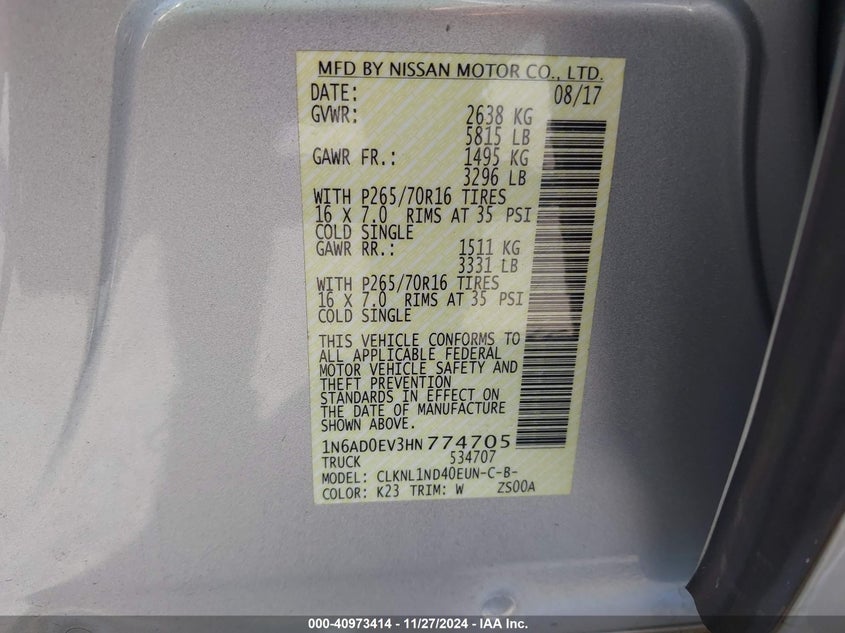 MFD BY NISSAN MOTOR CO., LTD.
DATE: 08/17
GVWR: 2638 KG
5815 LB
GAWR FR.: 1495 KG
3296 LB
WITH P265/70R16 TIRES
16 X 7.0 RIMS AT 35 PSI
COLD SINGLE
GAWR RR.: 1511 KG
3331 LB
WITH P265/70R16 TIRES
16 X 7.0 RIMS AT 35 PSI
COLD SINGLE
THIS VEHICLE CONFORMS TO
ALL APPLICABLE FEDERAL
MOTOR VEHICLE SAFETY AND
THEFT PREVENTION
STANDARDS IN EFFECT ON
THE DATE OF MANUFACTURE
SHOWN ABOVE.
1N6AD0EV3HN774705
TRUCK 534707
MODEL: CLKNL1ND40EUN-C-B-
COLOR: K23 TRIM: W ZS00A
000-40973414 - 11/27/2024 - IAA Inc.